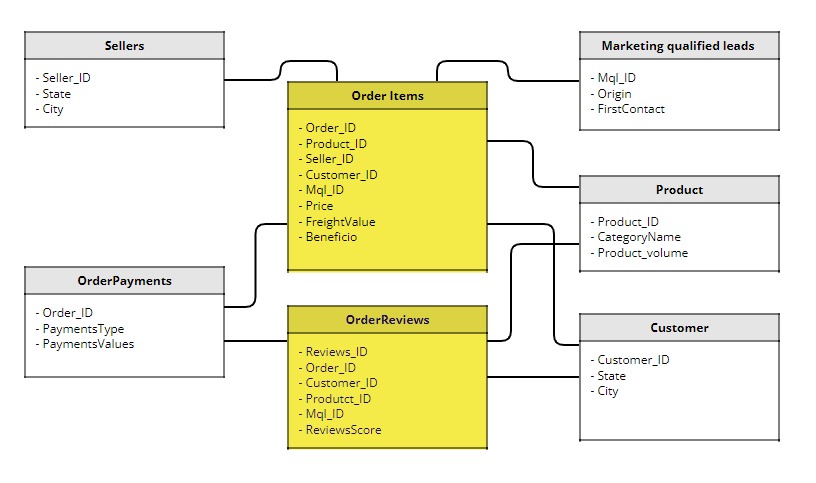 Sellers
- Seller_ID
- State
- City
Order Items
- Order_ID
- Product_ID
- Seller_ID
- Customer_ID
- Mql_ID
- Price
- FreightValue
- Beneficio
Marketing qualified leads
- Mql_ID
- Origin
- FirstContact
Product
- Product_ID
- CategoryName
- Product_volume
OrderPayments
- Order_ID
- PaymentsType
- PaymentsValues
OrderReviews
- Reviews_ID
- Order_ID
- Customer_ID
- Produtct_ID
- Mql_ID
- ReviewsScore
Customer
- Customer_ID
- State
- City